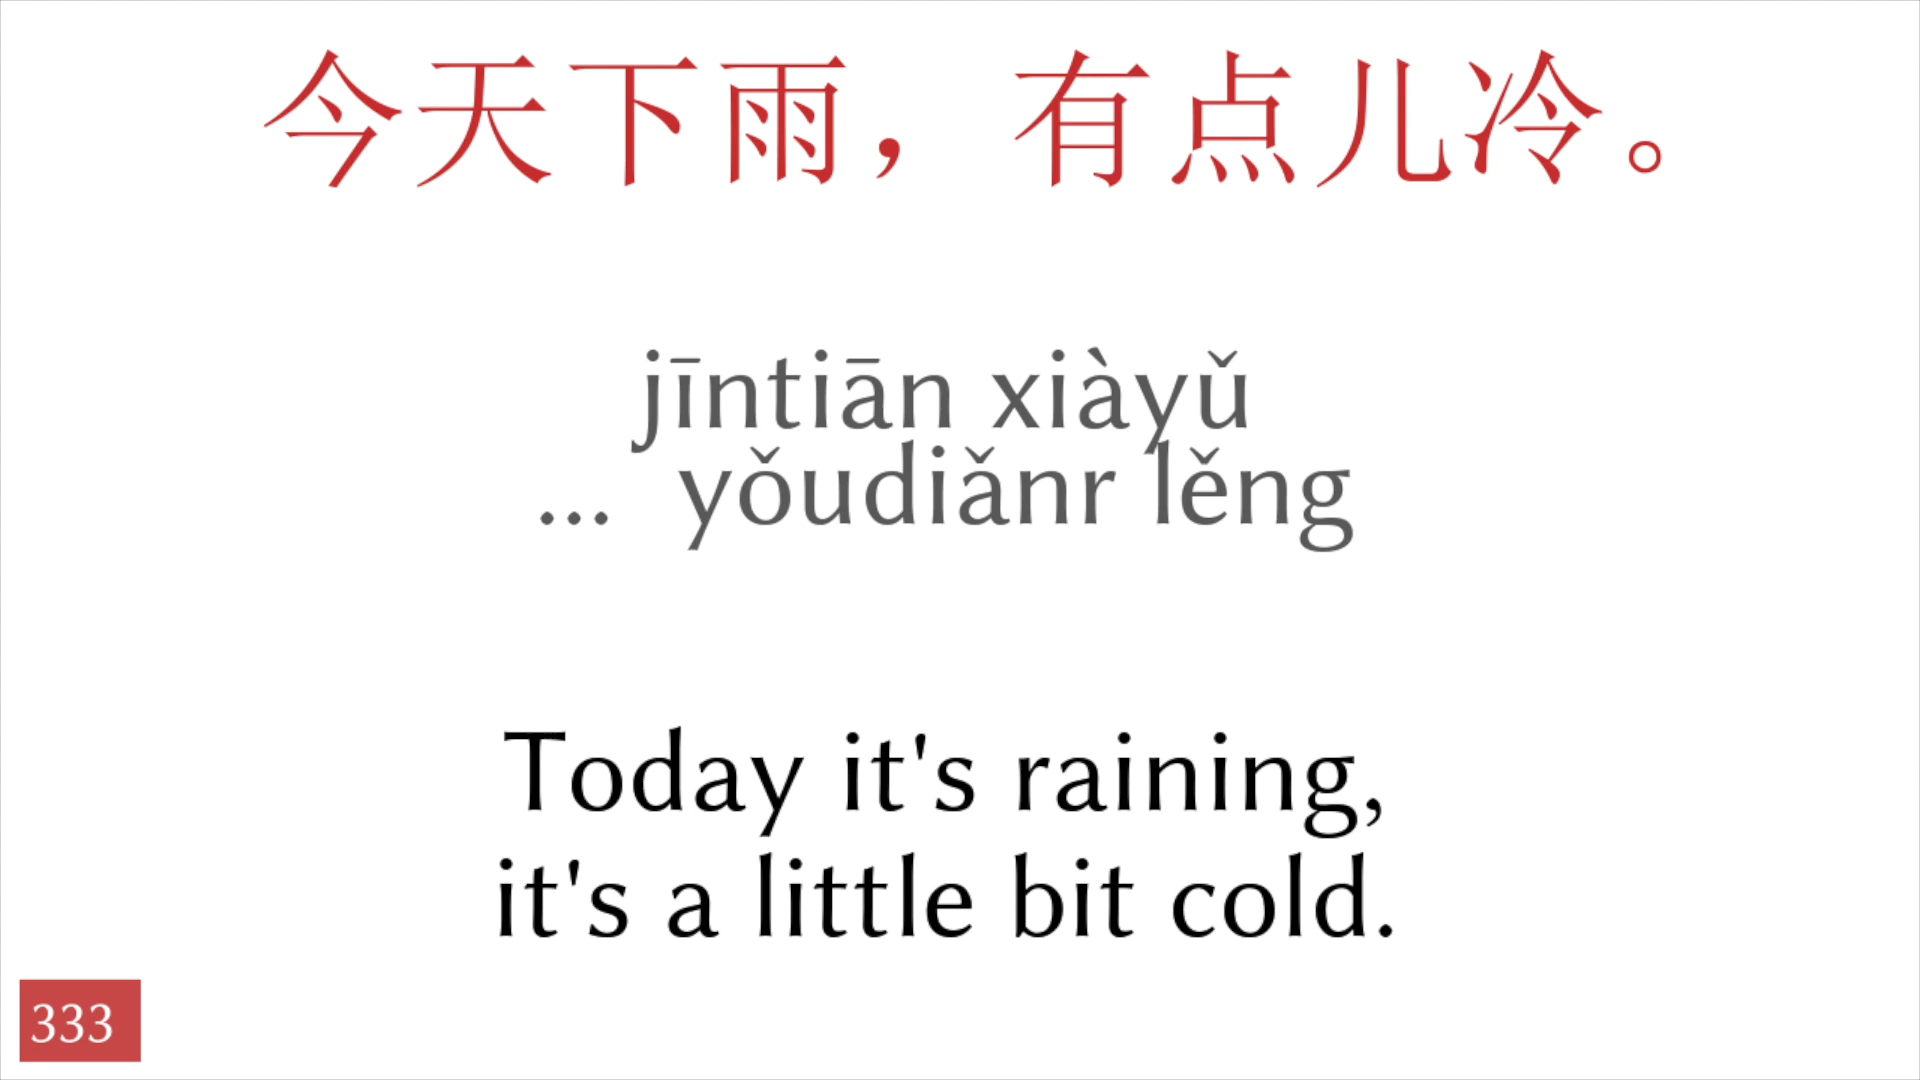 今天下雨，有点儿冷。
jīntiān xiàyǔ
... yǒudiǎnr lěng
Today it's raining,
it's a little bit cold.
333